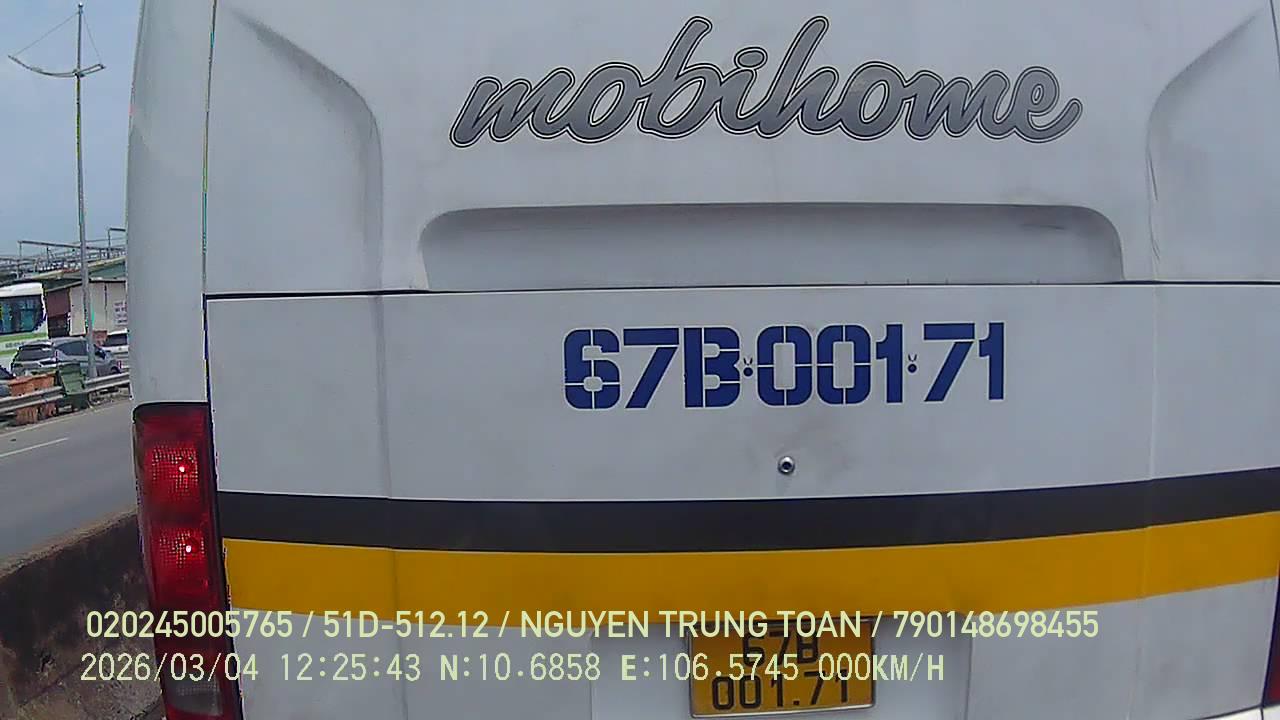 mobihome
67B·001·71
020245005765 / 51D-512.12 / NGUYEN TRUNG TOAN / 790148698455
2026/03/04 12:25:43 N:10.6858 E:106.5745 000KM/H
67B
001.71